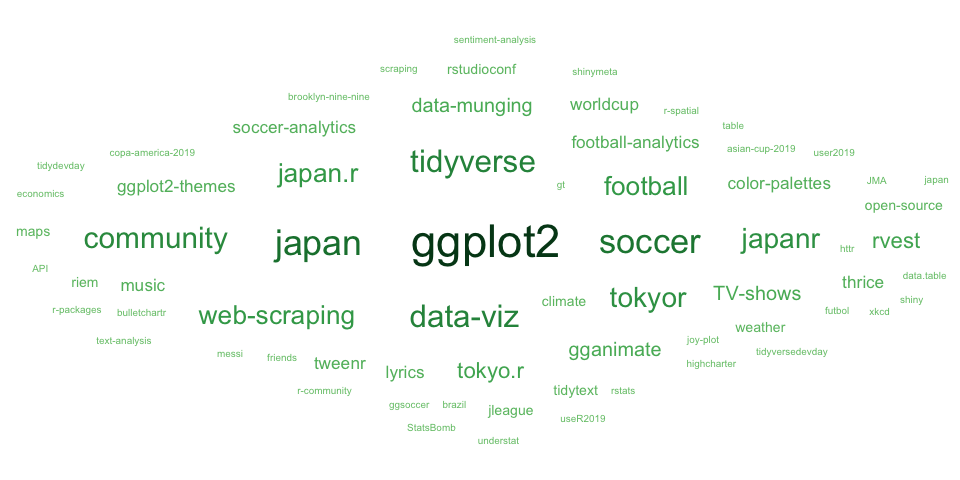 sentiment-analysis
scraping
rstudioconf
shinymeta
brooklyn-nine-nine
data-munging
worldcup
r-spatial
soccer-analytics
football-analytics
table
copa-america-2019
tidyverse
asian-cup-2019
user2019
tidydevday
japan.r
economics
ggplot2-themes
gt
football
color-palettes
JMA
japan
open-source
maps
community
japan
ggplot2
soccer
japanr
httr
rvest
API
riem
music
climate
tokyor
TV-shows
thrice
data.table
shiny
r-packages
bulletchartr
web-scraping
data-viz
futbol
xkcd
weather
text-analysis
messi
friends
tweenr
gganimate
joy-plot
tidyversedevday
highcharter
lyrics
tokyo.r
r-community
tidytext
rstats
ggsoccer
brazil
jleague
useR2019
StatsBomb
understat